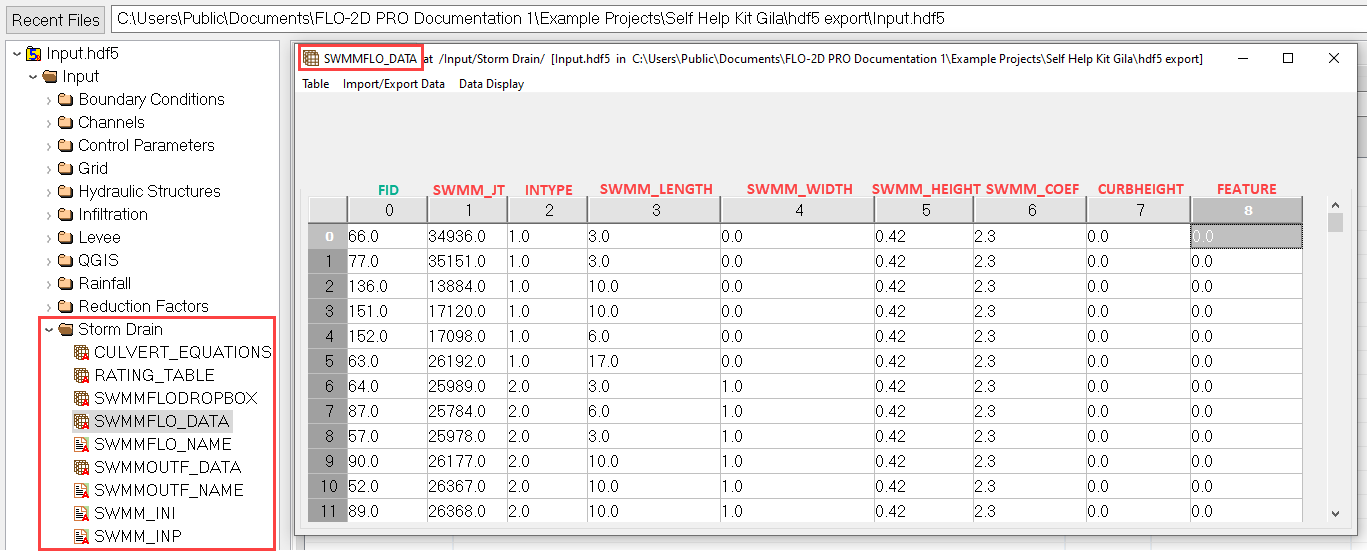 Recent Files
C:\Users\Public\Documents\FLO-2D PRO Documentation 1\Example Projects\Self Help Kit Gila\hdf5 export\Input.hdf5
Input.hdf5
Input
Boundary Conditions
Channels
Control Parameters
Grid
Hydraulic Structures
Infiltration
Levee
QGIS
Rainfall
Reduction Factors
Storm Drain
CULVERT_EQUATIONS
RATING_TABLE
SWMMFLODROPBOX
SWMMFLO_DATA
SWMMFLO_NAME
SWMMOUTF_DATA
SWMMOUTF_NAME
SWMM_INI
SWMM_INP
SWMMFLO_DATA at /Input/Storm Drain/ [Input.hdf5 in C:\Users\Public\Documents\FLO-2D PRO Documentation 1\Example Projects\Self Help Kit Gila\hdf5 export]
Table Import/Export Data Data Display
FID SWMM_JT INTYPE SWMM_LENGTH SWMM_WIDTH SWMM_HEIGHT SWMM_COEF CURBHEIGHT FEATURE
0 1 2 3 4 5 6 7 8
0 66.0 34936.0 1.0 3.0 0.0 0.42 2.3 0.0 0.0
1 77.0 35151.0 1.0 3.0 0.0 0.42 2.3 0.0 0.0
2 136.0 13884.0 1.0 10.0 0.0 0.42 2.3 0.0 0.0
3 151.0 17120.0 1.0 10.0 0.0 0.42 2.3 0.0 0.0
4 152.0 17098.0 1.0 6.0 0.0 0.42 2.3 0.0 0.0
5 63.0 26192.0 1.0 17.0 0.0 0.42 2.3 0.0 0.0
6 64.0 25989.0 2.0 3.0 1.0 0.42 2.3 0.0 0.0
7 87.0 25784.0 2.0 6.0 1.0 0.42 2.3 0.0 0.0
8 57.0 25978.0 2.0 3.0 1.0 0.42 2.3 0.0 0.0
9 90.0 26177.0 2.0 10.0 1.0 0.42 2.3 0.0 0.0
10 52.0 26367.0 2.0 10.0 1.0 0.42 2.3 0.0 0.0
11 89.0 26368.0 2.0 10.0 1.0 0.42 2.3 0.0 0.0